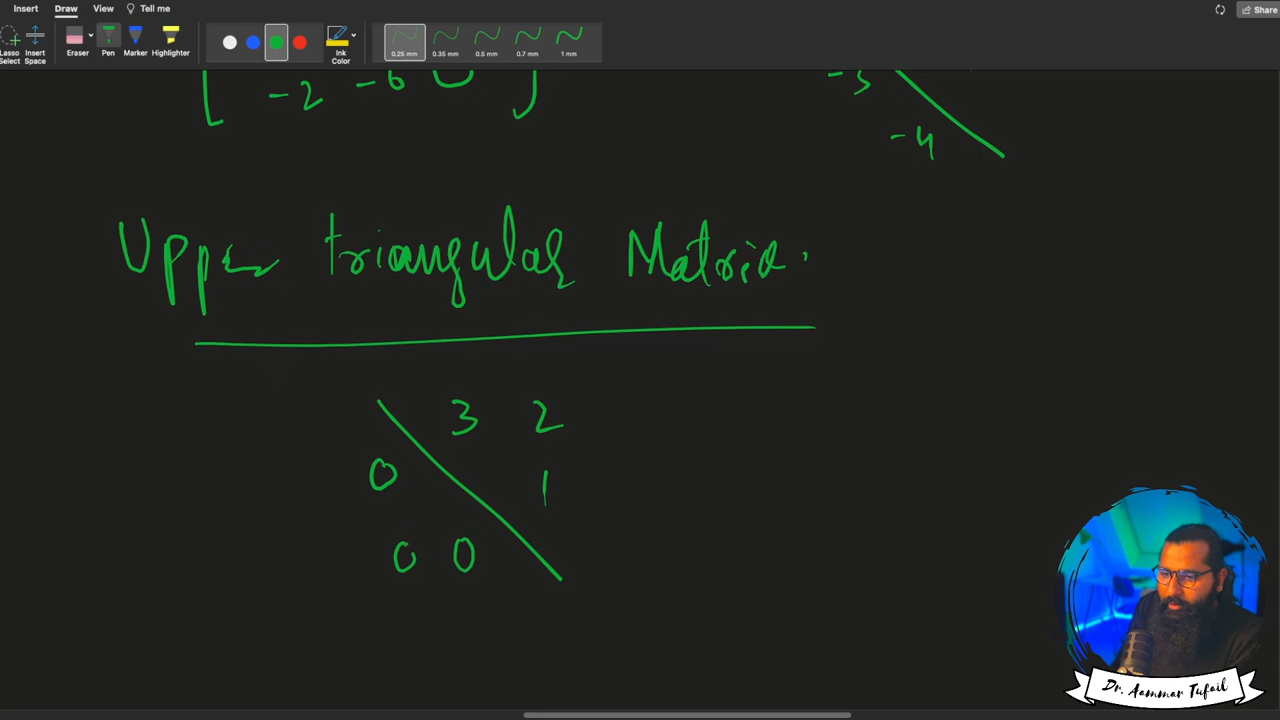 Insert Draw View Tell me Share
Lasso Select Insert Space Eraser Pen Marker Highlighter Ink Color 0.25 mm 0.35 mm 0.5 mm 0.7 mm 1 mm
-2 -6 0
-3
-4
Upper triangular Matrix.
3 2
0 1
0 0
Dr. Aammar Tufail